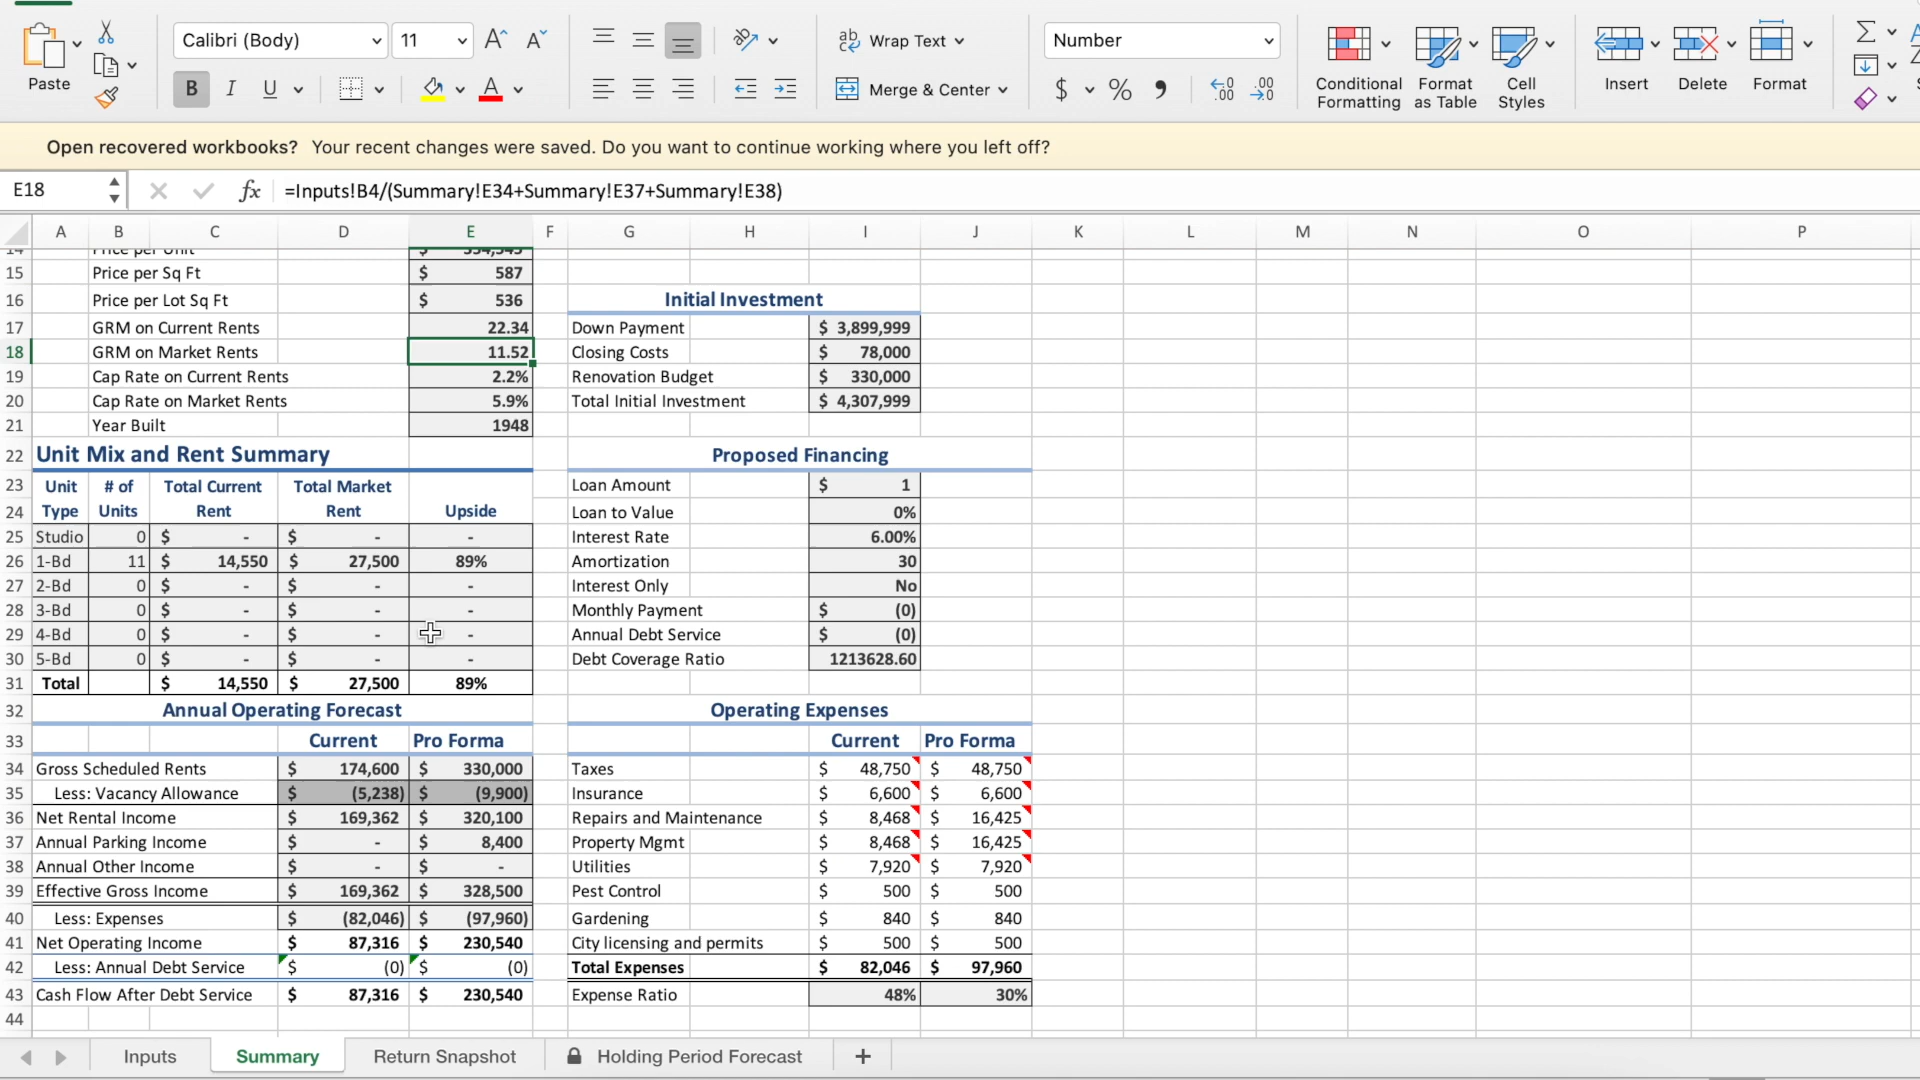 Paste
Calibri (Body) 11
Wrap Text
Merge & Center
Number
Conditional Formatting
Format as Table
Cell Styles
Insert
Delete
Format
Open recovered workbooks? Your recent changes were saved. Do you want to continue working where you left off?
E18 fx =Inputs!B4/(Summary!E34+Summary!E37+Summary!E38)
A B C D E F G H I J K L M N O P
14 Price per Unit $ 354,545
15 Price per Sq Ft $ 587
16 Price per Lot Sq Ft $ 536 Initial Investment
17 GRM on Current Rents 22.34 Down Payment $ 3,899,999
18 GRM on Market Rents 11.52 Closing Costs $ 78,000
19 Cap Rate on Current Rents 2.2% Renovation Budget $ 330,000
20 Cap Rate on Market Rents 5.9% Total Initial Investment $ 4,307,999
21 Year Built 1948
22 Unit Mix and Rent Summary Proposed Financing
23 Unit # of Total Current Total Market Loan Amount $ 1
24 Type Units Rent Rent Upside Loan to Value 0%
25 Studio 0 $ - $ - - Interest Rate 6.00%
26 1-Bd 11 $ 14,550 $ 27,500 89% Amortization 30
27 2-Bd 0 $ - $ - - Interest Only No
28 3-Bd 0 $ - $ - - Monthly Payment $ (0)
29 4-Bd 0 $ - $ - - Annual Debt Service $ (0)
30 5-Bd 0 $ - $ - - Debt Coverage Ratio 1213628.60
31 Total $ 14,550 $ 27,500 89%
32 Annual Operating Forecast Operating Expenses
33 Current Pro Forma Current Pro Forma
34 Gross Scheduled Rents $ 174,600 $ 330,000 Taxes $ 48,750 $ 48,750
35 Less: Vacancy Allowance $ (5,238) $ (9,900) Insurance $ 6,600 $ 6,600
36 Net Rental Income $ 169,362 $ 320,100 Repairs and Maintenance $ 8,468 $ 16,425
37 Annual Parking Income $ - $ 8,400 Property Mgmt $ 8,468 $ 16,425
38 Annual Other Income $ - $ - Utilities $ 7,920 $ 7,920
39 Effective Gross Income $ 169,362 $ 328,500 Pest Control $ 500 $ 500
40 Less: Expenses $ (82,046) $ (97,960) Gardening $ 840 $ 840
41 Net Operating Income $ 87,316 $ 230,540 City licensing and permits $ 500 $ 500
42 Less: Annual Debt Service $ (0) $ (0) Total Expenses $ 82,046 $ 97,960
43 Cash Flow After Debt Service $ 87,316 $ 230,540 Expense Ratio 48% 30%
44
Inputs Summary Return Snapshot Holding Period Forecast +